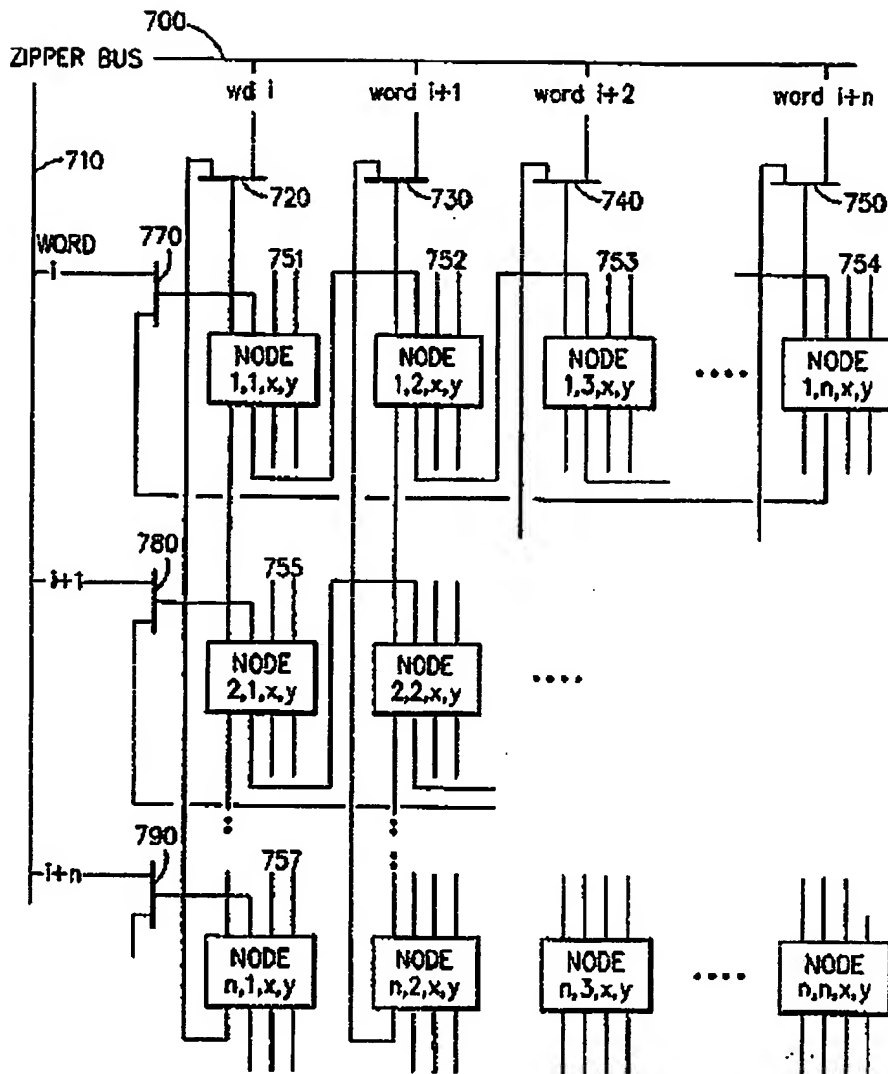 700
ZIPPER BUS
wd i
word i+1
word i+2
word i+n
710
720
730
740
750
WORD
770
i
751
752
753
754
NODE
1,1,x,y
NODE
1,2,x,y
NODE
1,3,x,y
....
NODE
1,n,x,y
780
i+1
755
NODE
2,1,x,y
NODE
2,2,x,y
....
790
i+n
757
NODE
n,1,x,y
NODE
n,2,x,y
NODE
n,3,x,y
....
NODE
n,n,x,y